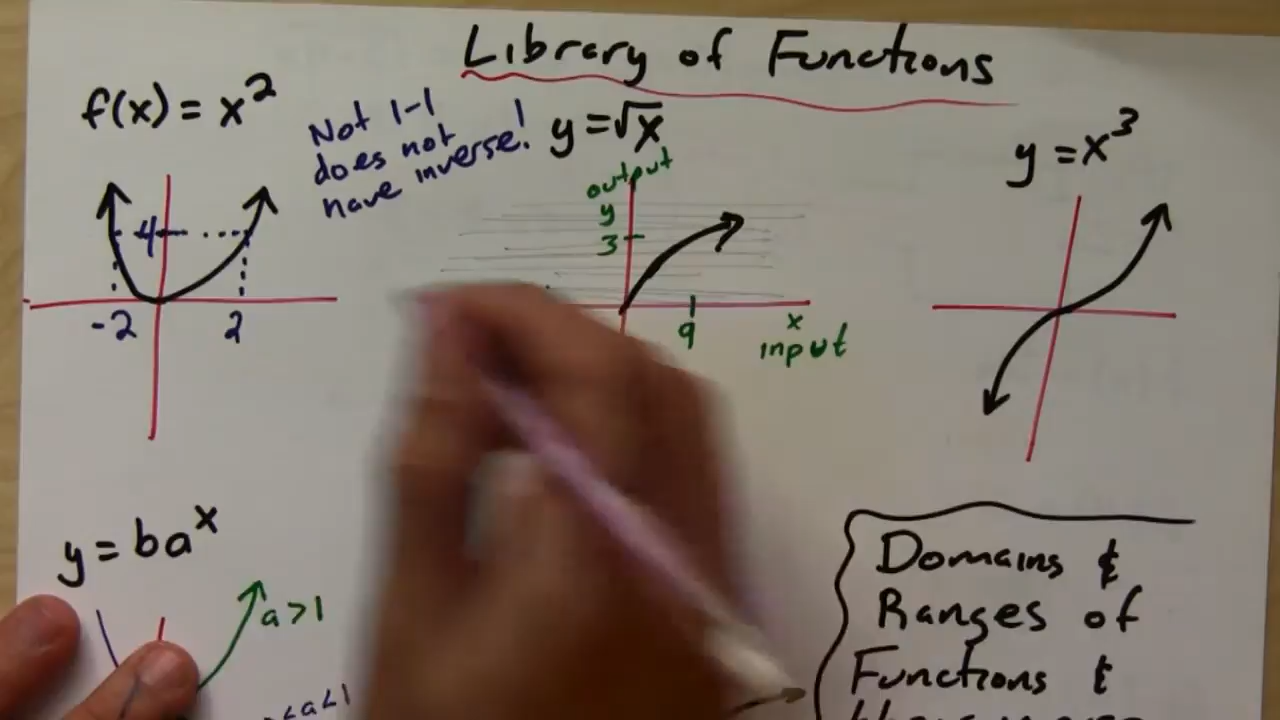 Library of Functions
f(x) = x²
Not 1-1
does not
have inverse!
4
-2
2
y = √x
output
y
3
9
x
input
y = x³
y = ba^x
a > 1
<a<1
Domains &
Ranges of
Functions &